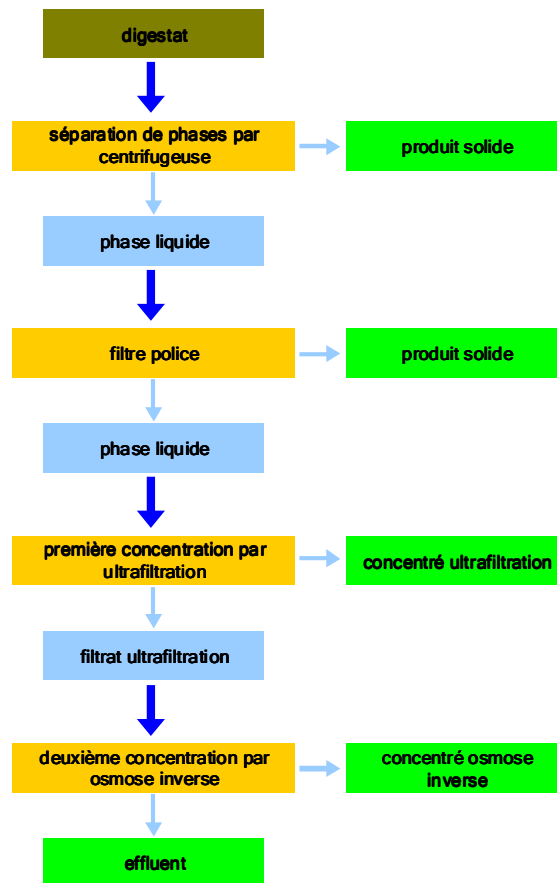 digestat
séparation de phases par
centrifugeuse
produit solide
phase liquide
filtre police
produit solide
phase liquide
première concentration par
ultrafiltration
concentré ultrafiltration
filtrat ultrafiltration
deuxième concentration par
osmose inverse
concentré osmose
inverse
effluent